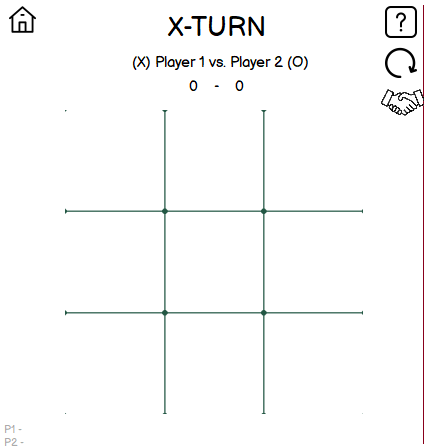 X-TURN
?
(X) Player 1 vs. Player 2 (O)
0 - 0
P1 -
P2 -